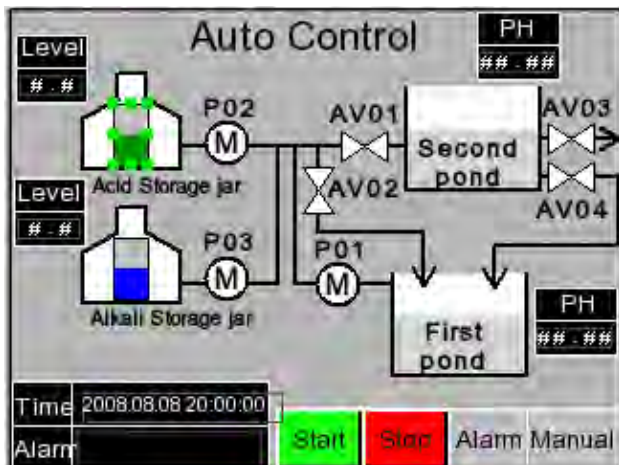 Auto Control
Level
# . #
PH
## . ##
P02
M
AV01
AV03
Second
pond
Acid Storage jar
AV02
AV04
Level
# . #
P03
M
P01
M
Alkali Storage jar
First
pond
PH
## . ##
Time 2008.08.08 20:00:00
Alarm
Start Stop Alarm Manual